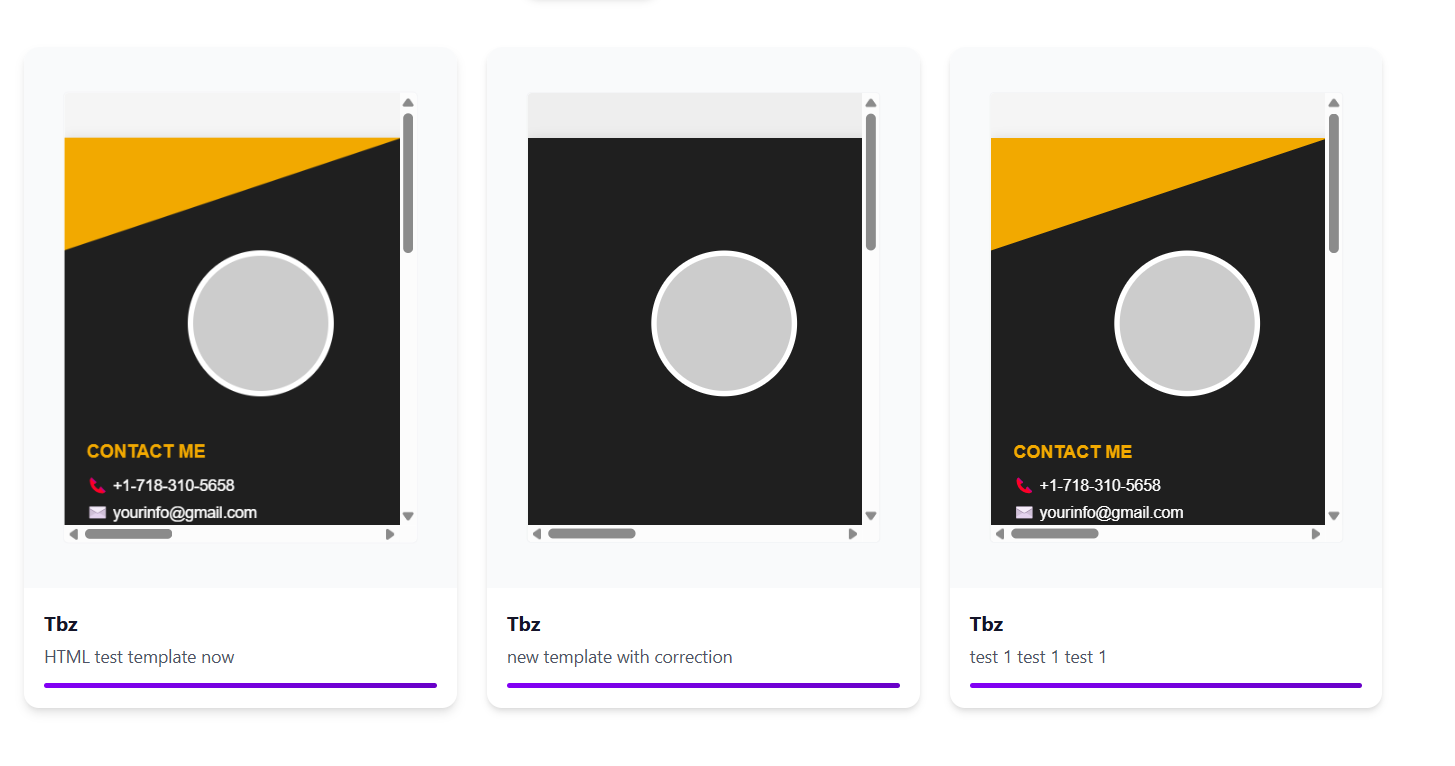 CONTACT ME
+1-718-310-5658
yourinfo@gmail.com
Tbz
HTML test template now
Tbz
new template with correction
CONTACT ME
+1-718-310-5658
yourinfo@gmail.com
Tbz
test 1 test 1 test 1